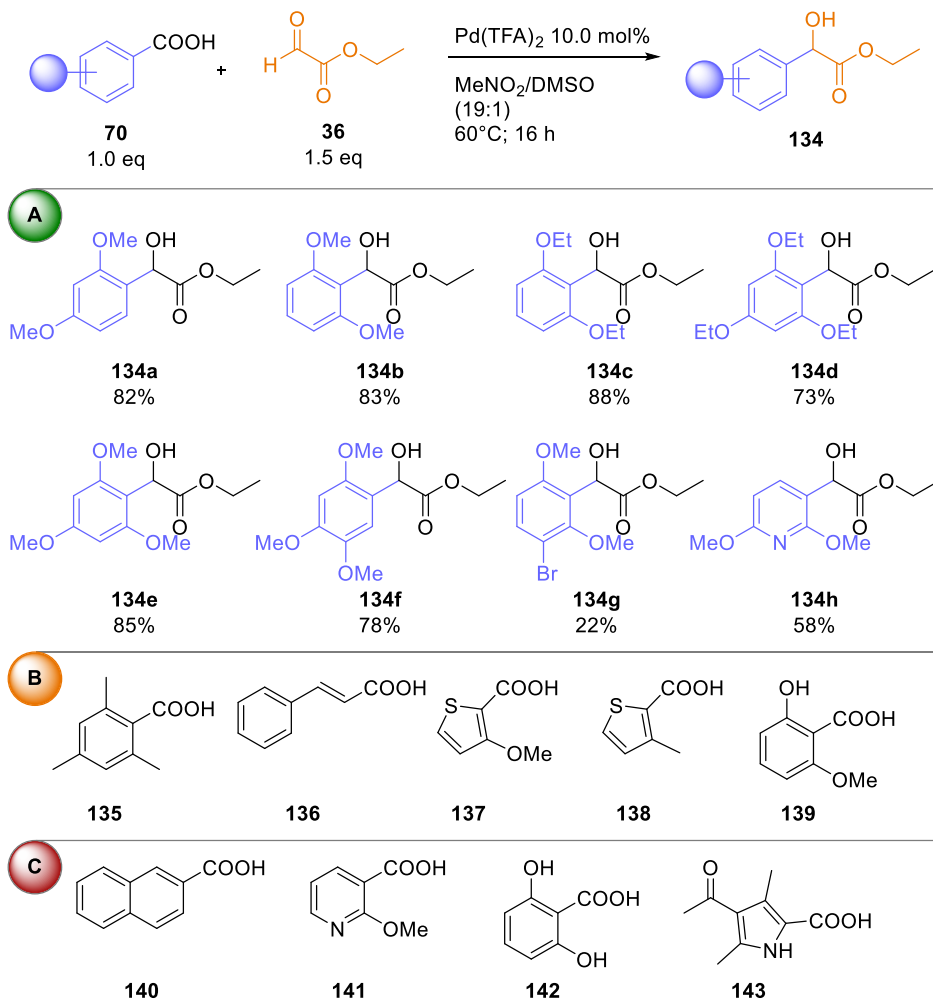 COOH
+
H
O
O
O
Pd(TFA)2 10.0 mol%
MeNO2/DMSO
(19:1)
60°C; 16 h
OH
O
O
70
1.0 eq
36
1.5 eq
134
A
OMe OH
O
O
MeO
134a
82%
OMe OH
O
O
OMe
134b
83%
OEt OH
O
O
OEt
134c
88%
OEt OH
O
O
EtO OEt
134d
73%
OMe OH
O
O
MeO OMe
134e
85%
OMe OH
O
O
MeO
OMe
134f
78%
OMe OH
O
O
OMe
Br
134g
22%
OH
O
O
MeO N OMe
134h
58%
B
COOH
135
COOH
136
S COOH
OMe
137
S COOH
138
OH
COOH
OMe
139
C
COOH
140
COOH
N OMe
141
OH
COOH
OH
142
O
COOH
NH
143